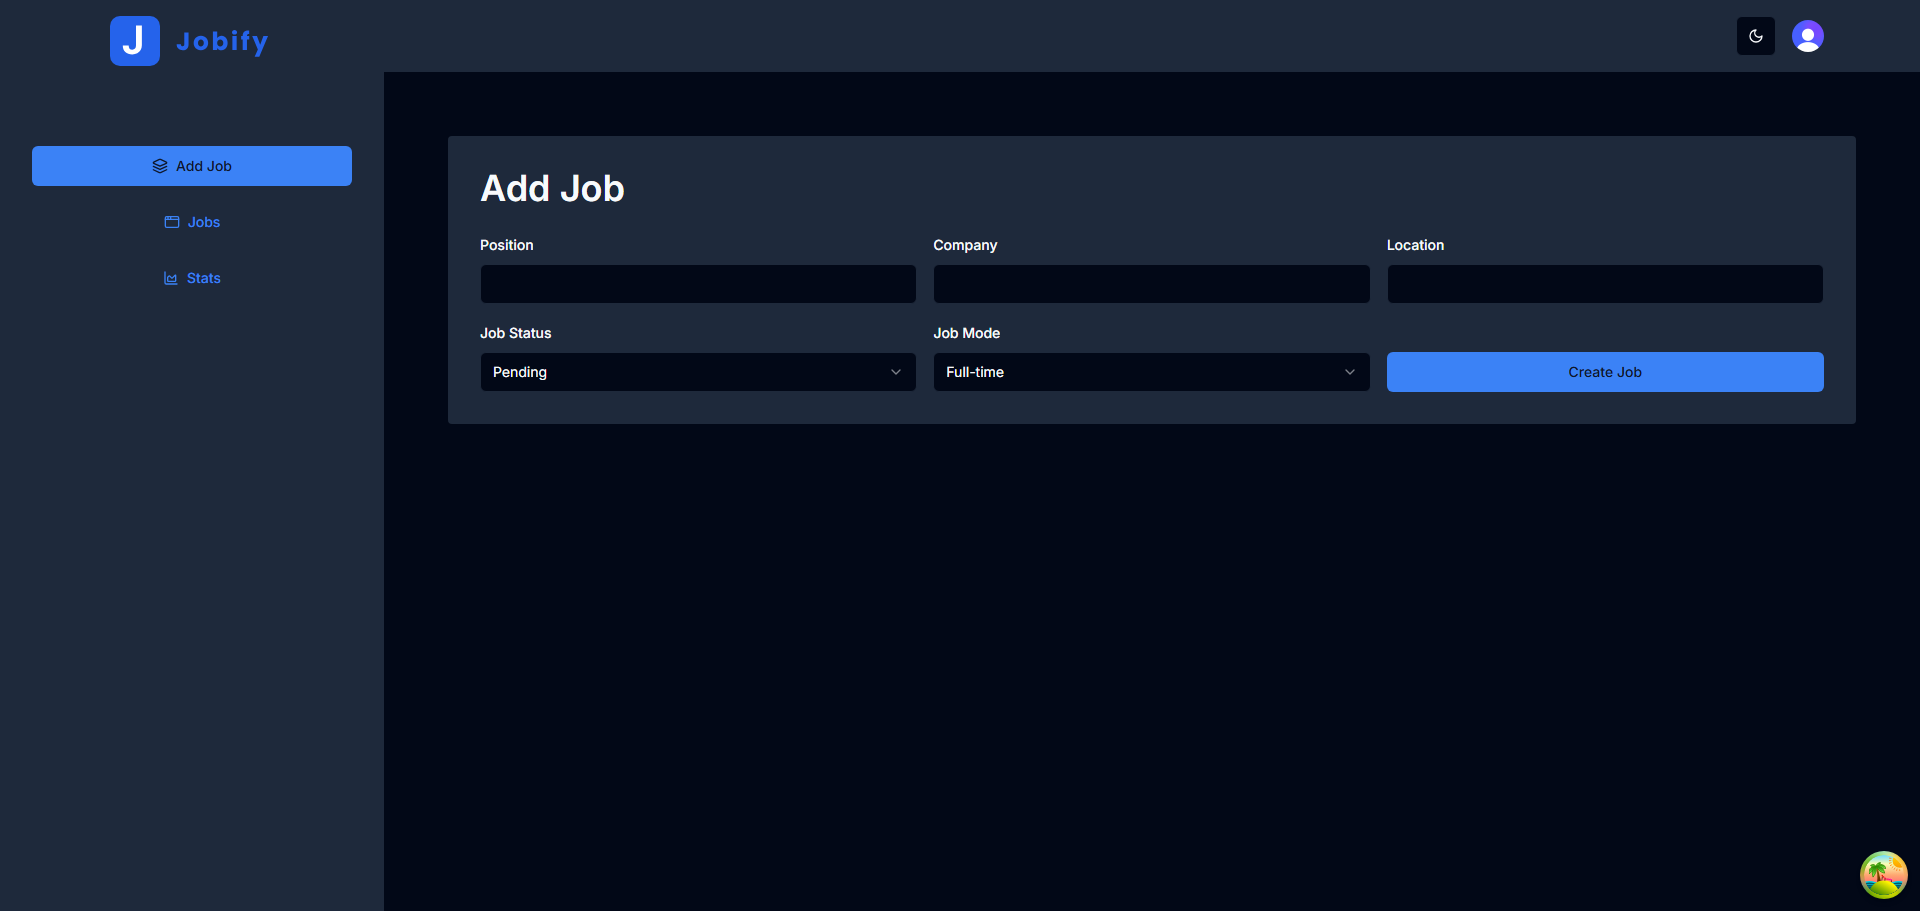 J Jobify
Add Job
Jobs
Stats
Add Job
Position
Company
Location
Job Status
Job Mode
Pending
Full-time
Create Job